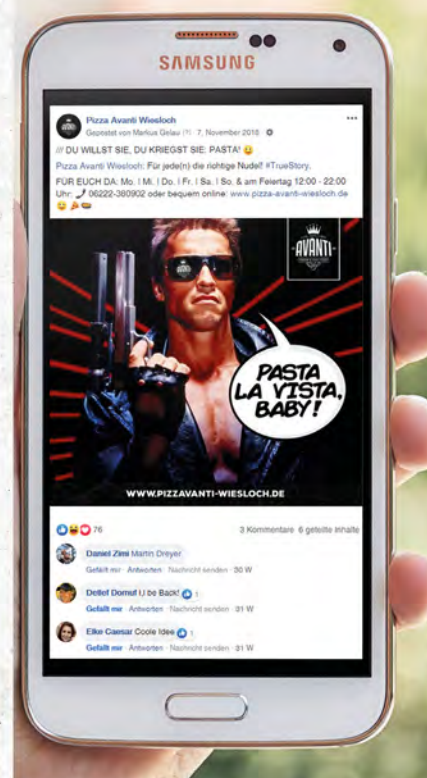 SAMSUNG
Pizza Avanti Wiesloch
Gepostet von Markus Gelau [?] · 7. November 2018 ·
/// DU WILLST SIE, DU KRIEGST SIE: PASTA!
Pizza Avanti Wiesloch: Für jede(n) die richtige Nudel! #TrueStory.
FÜR EUCH DA: Mo. | Mi. | Do. | Fr. | Sa. | So. & am Feiertag 12:00 - 22:00
Uhr: 06222-380902 oder bequem online: www.pizza-avanti-wiesloch.de
AVANTI
PASTA
LA VISTA,
BABY!
WWW.PIZZAVANTI-WIESLOCH.DE
76 3 Kommentare 6 geteilte Inhalte
Daniel Zimi Martin Dreyer
Gefällt mir · Antworten · Nachricht senden · 30 W
Detlef Dornuf I,l be Back! 1
Gefällt mir · Antworten · Nachricht senden · 31 W
Elke Caesar Coole Idee 1
Gefällt mir · Antworten · Nachricht senden · 31 W